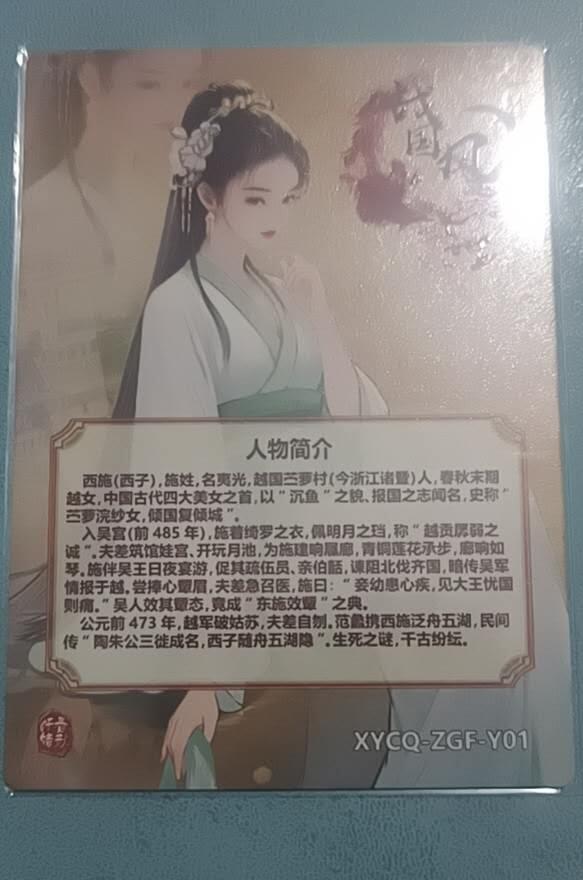 战国风
人物简介
西施(西子),施姓,名夷光,越国苎萝村(今浙江诸暨)人,春秋末期
越女,中国古代四大美女之首,以“沉鱼”之貌、报国之志闻名,史称“
苎萝浣纱女,倾国复倾城”。
入吴宫(前485年),施着绮罗之衣,佩明月之珰,称“越贡孱弱之
诚”。夫差筑馆娃宫、开玩月池,为施建响屧廊,青铜莲花承步,廊响如
琴。施伴吴王日夜宴游,促其疏伍员、亲伯嚭,谏阻北伐齐国,暗传吴军
情报于越。尝捧心颦眉,夫差急召医,施曰:“妾幼患心疾,见大王忧国
则痛。”吴人效其颦态,竟成“东施效颦”之典。
公元前473年,越军破姑苏,夫差自刎。范蠡携西施泛舟五湖,民间
传“陶朱公三徙成名,西子随舟五湖隐”。生死之谜,千古纷纭。
XYCQ-ZGF-Y01